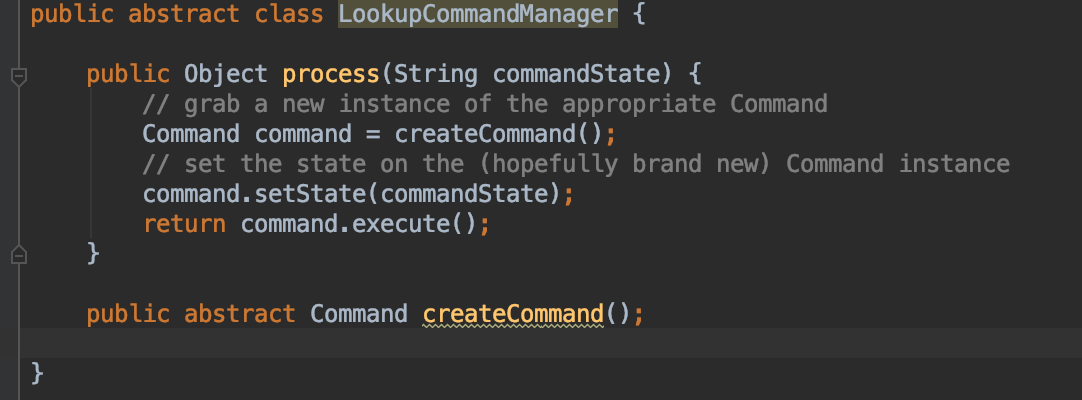 public abstract class LookupCommandManager {
public Object process(String commandState) {
// grab a new instance of the appropriate Command
Command command = createCommand();
// set the state on the (hopefully brand new) Command instance
command.setState(commandState);
return command.execute();
}
public abstract Command createCommand();
}